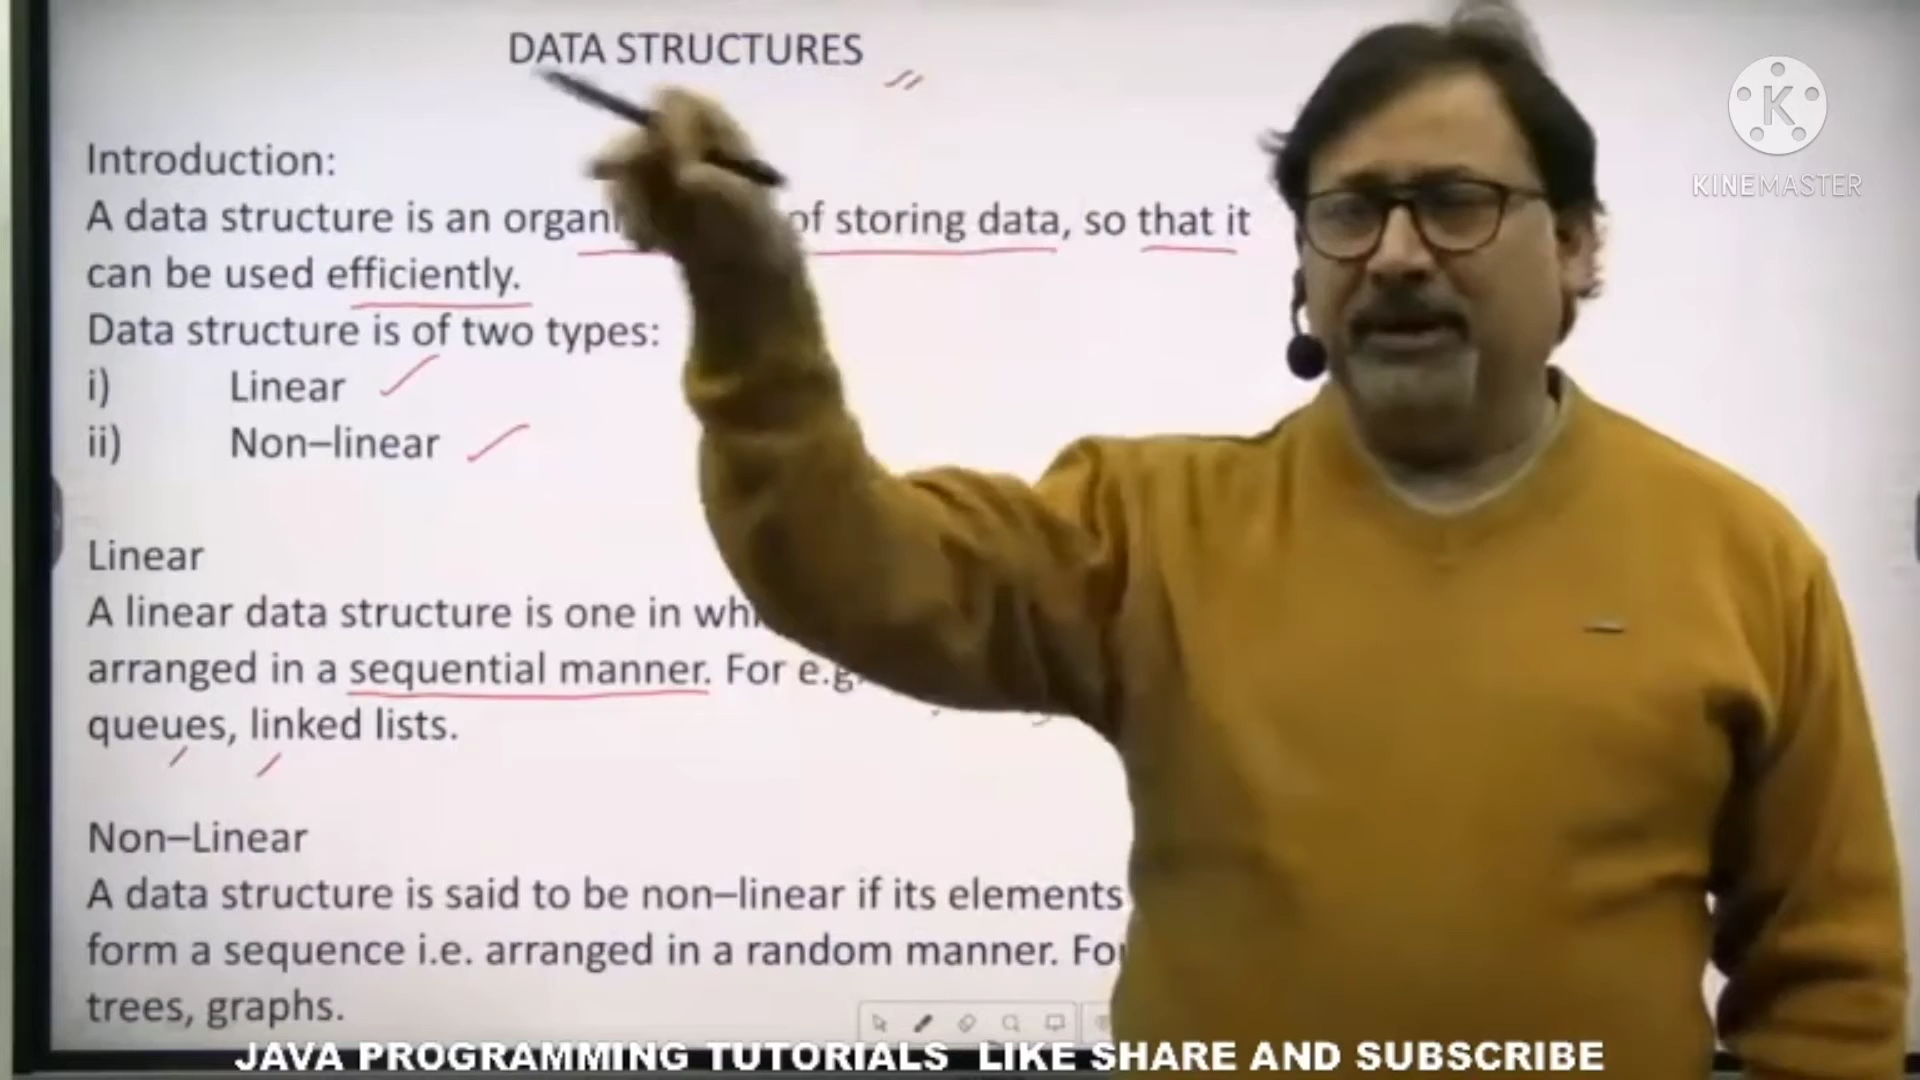 DATA STRUCTURES
KINEMASTER
Introduction:
A data structure is an of storing data, so that it
can be used efficiently.
Data structure is of two types:
i) Linear
ii) Non–linear
Linear
A linear data structure is one in
arranged in a sequential manner. For e.g.
queues, linked lists.
Non–Linear
A data structure is said to be non–linear if its elements
form a sequence i.e. arranged in a random manner.
trees, graphs.
JAVA PROGRAMMING TUTORIALS LIKE SHARE AND SUBSCRIBE